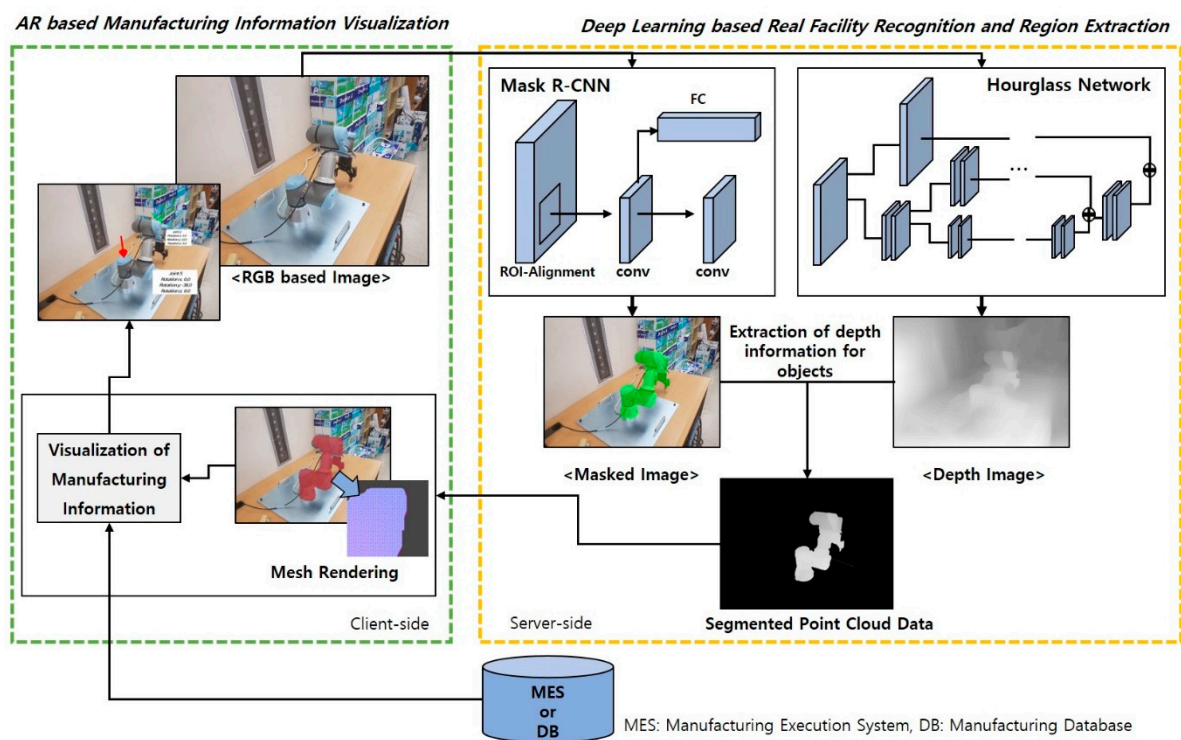 AR based Manufacturing Information Visualization
Deep Learning based Real Facility Recognition and Region Extraction
Mask R-CNN
FC
ROI-Alignment
conv
conv
Hourglass Network
...
...
<RGB based Image>
Extraction of depth
information for
objects
<Masked Image>
<Depth Image>
Visualization of
Manufacturing
Information
Mesh Rendering
Client-side
Server-side
Segmented Point Cloud Data
MES
or
DB
MES: Manufacturing Execution System, DB: Manufacturing Database